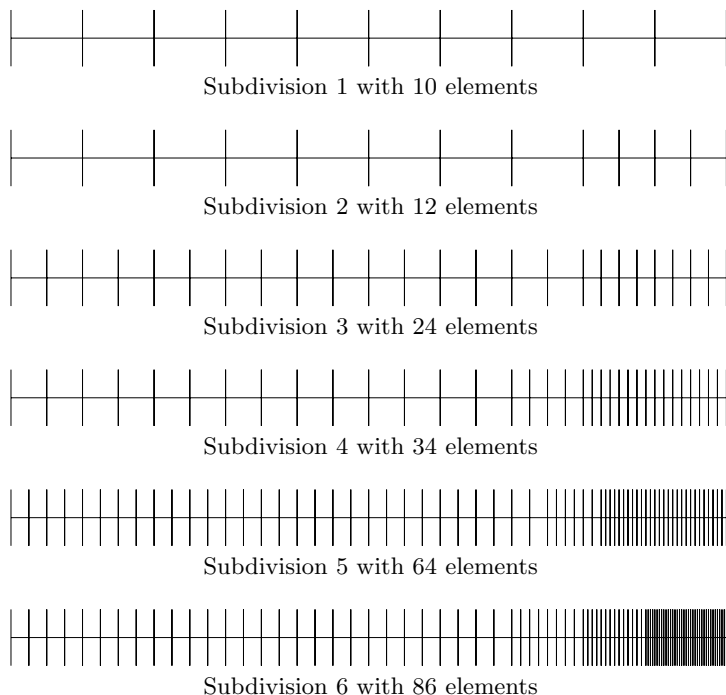 Subdivision 1 with 10 elements
Subdivision 2 with 12 elements
Subdivision 3 with 24 elements
Subdivision 4 with 34 elements
Subdivision 5 with 64 elements
Subdivision 6 with 86 elements